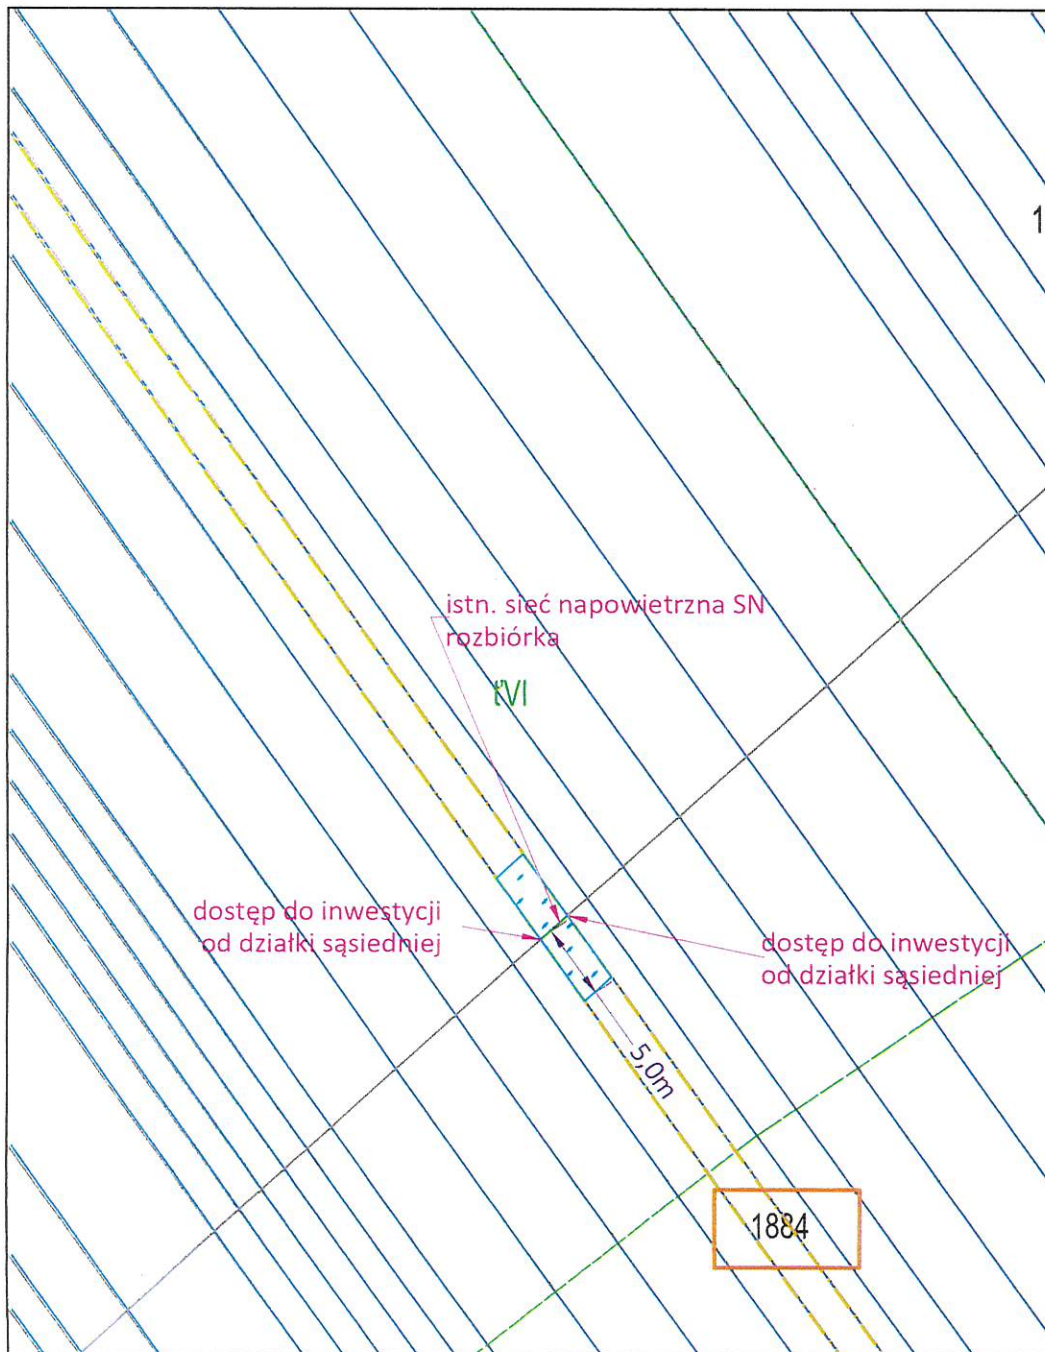 1
istn. sieć napowietrzna SN
rozbiórka
dostęp do inwestycji
od działki sąsiedniej
dostęp do inwestycji
od działki sąsiedniej
5,0m
1884